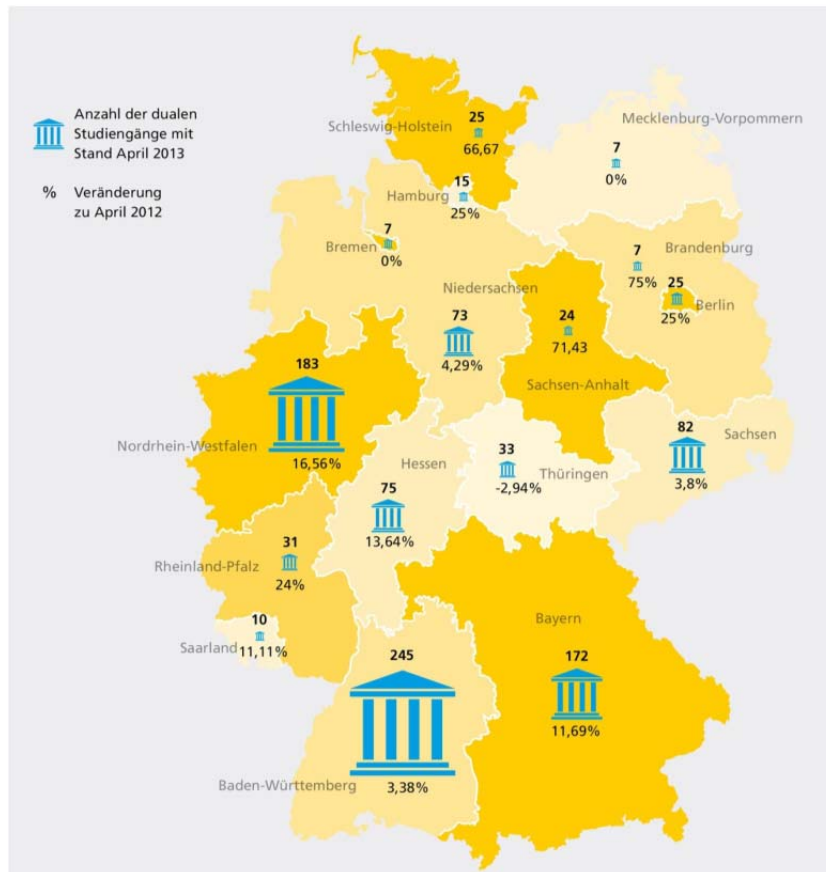 Anzahl der dualen
Studiengänge mit
Stand April 2013
% Veränderung
zu April 2012
Schleswig-Holstein
25
66,67
Mecklenburg-Vorpommern
7
0%
Hamburg
15
25%
Bremen
7
0%
Niedersachsen
73
4,29%
Brandenburg
7
75%
Berlin
25
25%
24
71,43
Sachsen-Anhalt
183
Nordrhein-Westfalen
16,56%
Hessen
75
13,64%
33
Thüringen
-2,94%
82
Sachsen
3,8%
31
Rheinland-Pfalz
24%
10
Saarland
11,11%
Bayern
172
11,69%
245
Baden-Württemberg
3,38%